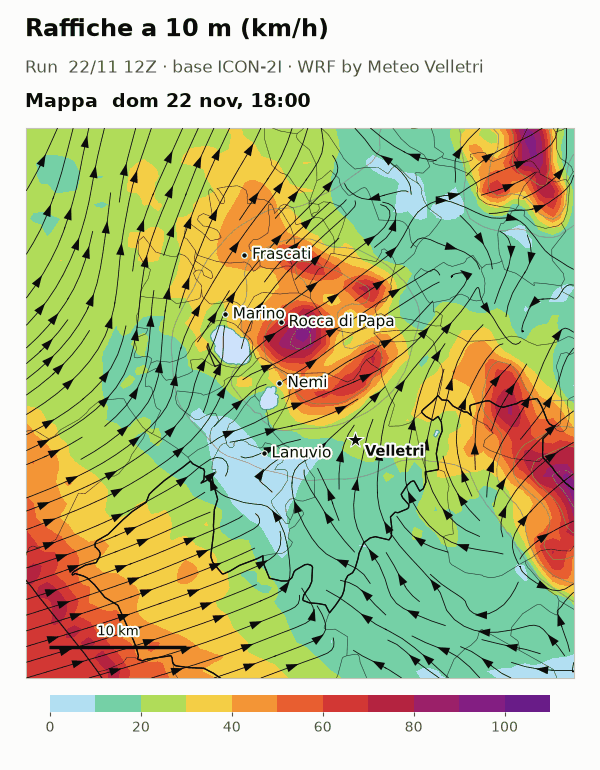 Raffiche a 10 m (km/h)
Run 22/11 12Z · base ICON-2I · WRF by Meteo Velletri
Mappa dom 22 nov, 18:00
Frascati
Marino
Rocca di Papa
Nemi
Velletri
Lanuvio
10 km
0 20 40 60 80 100